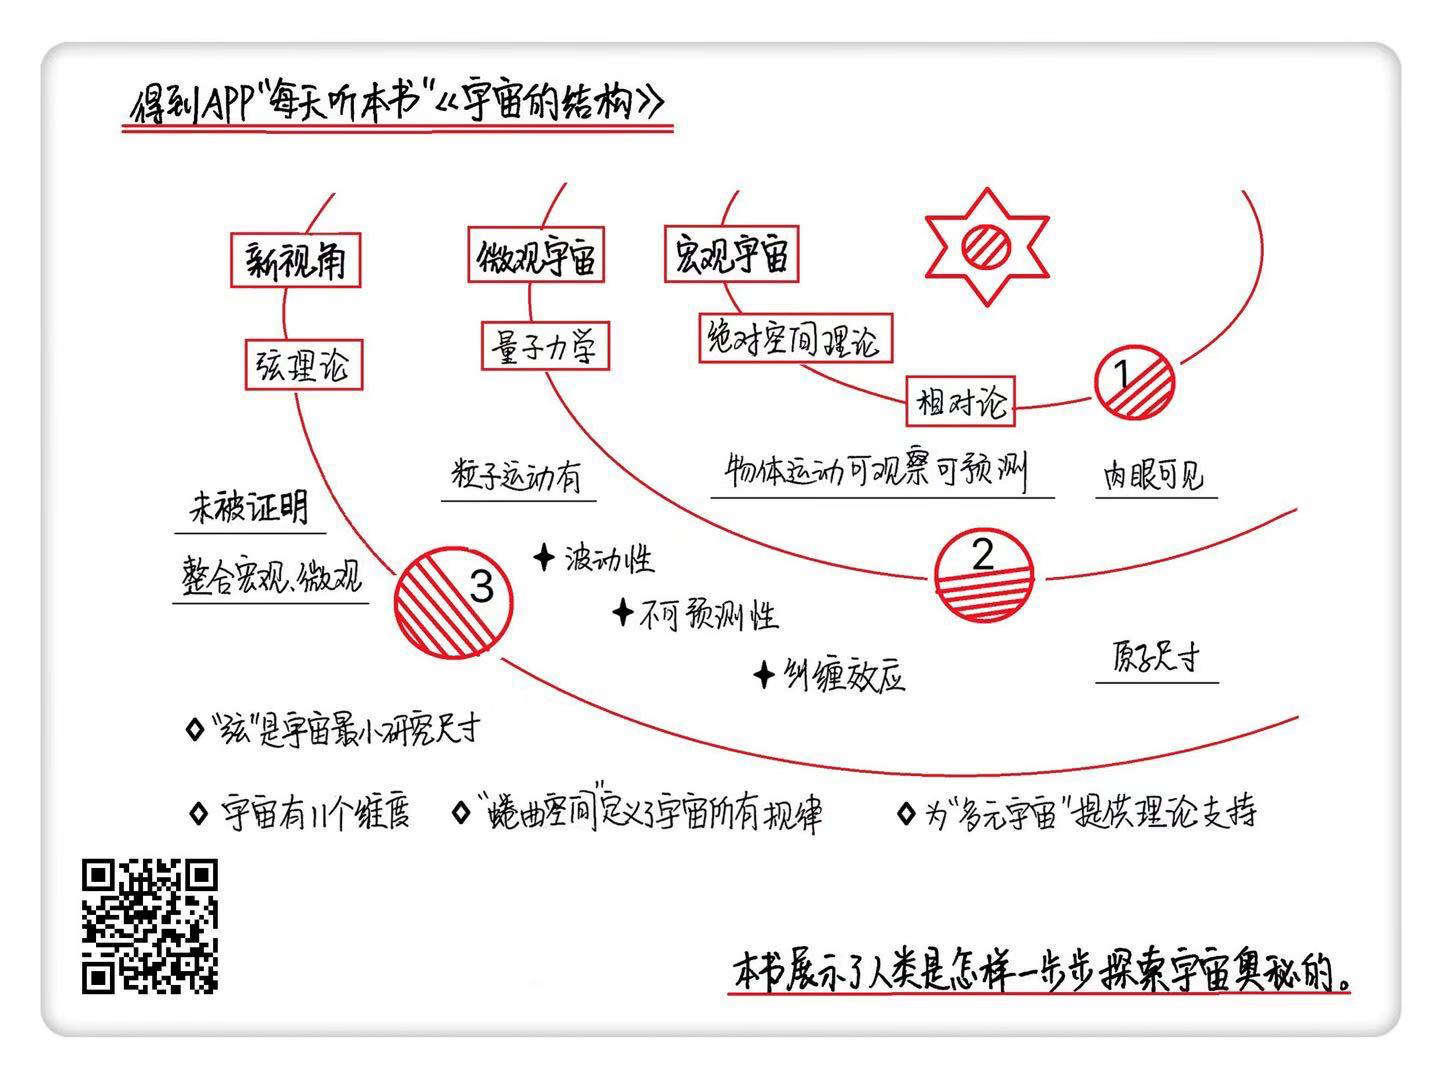 得到APP"每天听本书"《宇宙的结构》
新视角
弦理论
微观宇宙
量子力学
宏观宇宙
绝对空间理论
相对论
1
物体运动可观察可预测
肉眼可见
粒子运动有
波动性
不可预测性
纠缠效应
2
原子尺寸
未被证明
整合宏观、微观
3
"弦"是宇宙最小研究尺寸
宇宙有11个维度
"蜷曲空间"定义了宇宙所有规律
为"多元宇宙"提供理论支持
本书展示了人类是怎样一步步探索宇宙奥秘的。